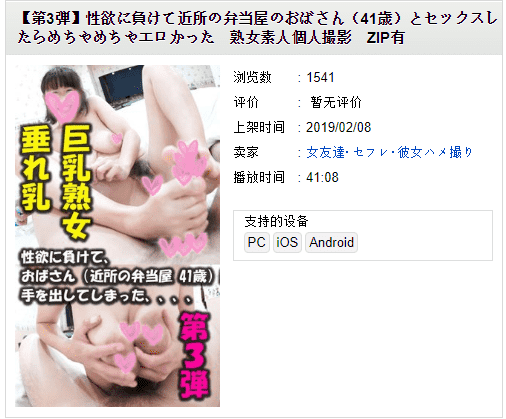 【第3弾】性欲に負けて近所の弁当屋のおばさん（41歳）とセックスし
たらめちゃめちゃエロかった　熟女素人個人撮影　ZIP有
浏览数 : 1541
评价 : 暂无评价
上架时间 : 2019/02/08
卖家 : 女友達・セフレ・彼女ハメ撮り
播放时间 : 41:08
支持的设备
PC iOS Android
巨乳熟女
垂れ乳
性欲に負けて、
おばさん（近所の弁当屋 41歳）
手を出してしまった、、、、
第3弾